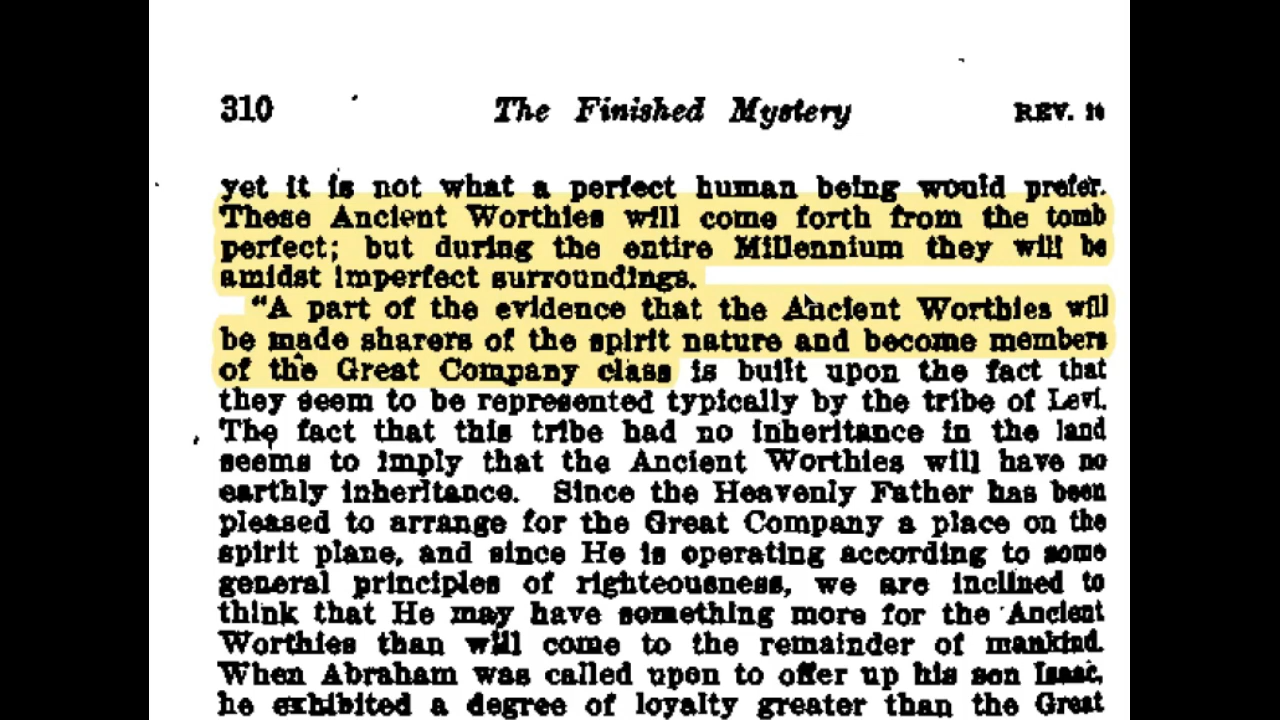 310 The Finished Mystery REV.
yet it is not what a perfect human being would prefer.
These Ancient Worthies will come forth from the tomb
perfect; but during the entire Millennium they will be
amidst imperfect surroundings.
"A part of the evidence that the Ancient Worthies will
be made sharers of the spirit nature and become members
of the Great Company class is built upon the fact that
they seem to be represented typically by the tribe of Levi.
The fact that this tribe had no inheritance in the land
seems to imply that the Ancient Worthies will have no
earthly inheritance. Since the Heavenly Father has been
pleased to arrange for the Great Company a place on the
spirit plane, and since He is operating according to some
general principles of righteousness, we are inclined to
think that He may have something more for the Ancient
Worthies than will come to the remainder of mankind.
When Abraham was called upon to offer up his son Isaac,
he exhibited a degree of loyalty greater than the Great